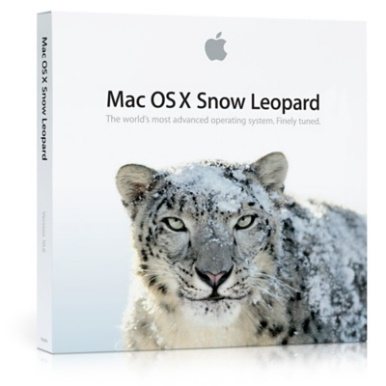 Mac OS X Snow Leopard
The world's most advanced operating system. Finely tuned.
Mac OS X Snow Leopard